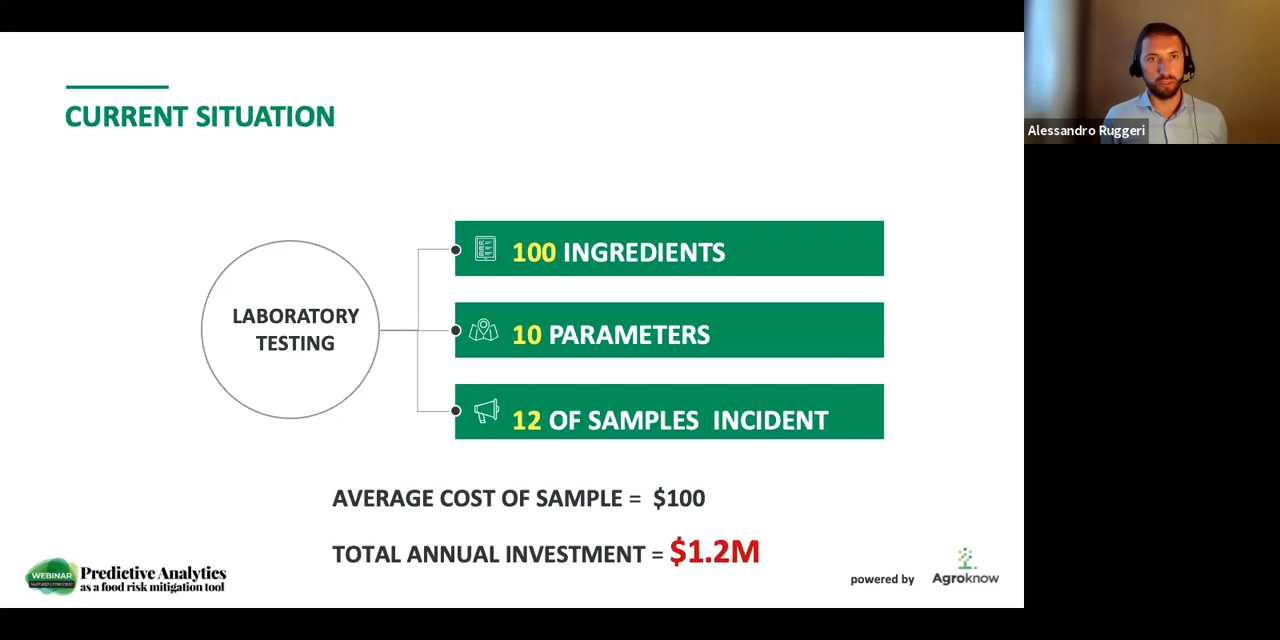 CURRENT SITUATION
LABORATORY
TESTING
100 INGREDIENTS
10 PARAMETERS
12 OF SAMPLES INCIDENT
AVERAGE COST OF SAMPLE = $100
TOTAL ANNUAL INVESTMENT = $1.2M
WEBINAR
Predictive Analytics
as a food risk mitigation tool
powered by
Agroknow
Alessandro Ruggeri